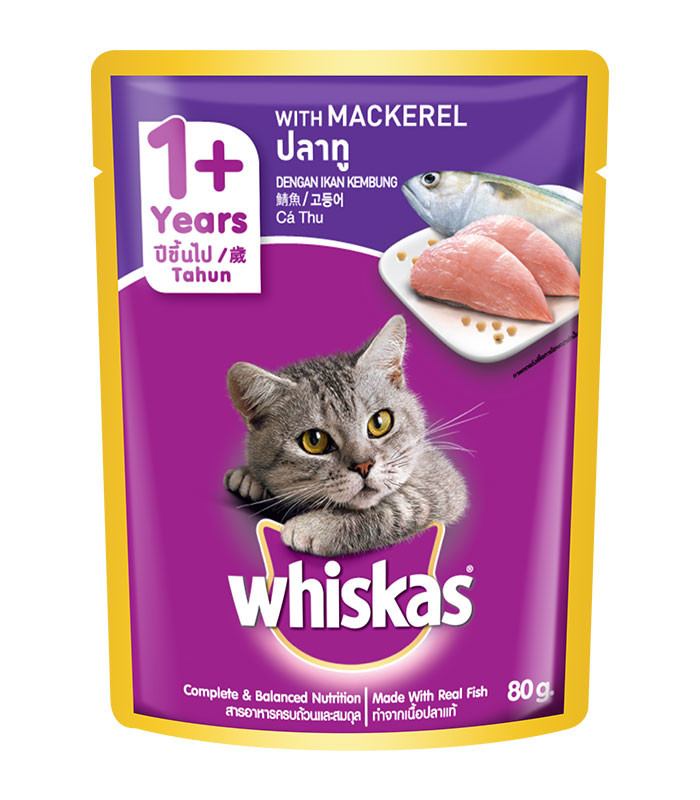 1+
Years
ปีขึ้นไป /歲
Tahun
WITH MACKEREL
ปลาทู
DENGAN IKAN KEMBUNG
鯖魚 / 고등어
Cá Thu
whiskas®
Complete & Balanced Nutrition | Made With Real Fish
สารอาหารครบถ้วนและสมดุล | ทำจากเนื้อปลาแท้
80 g.